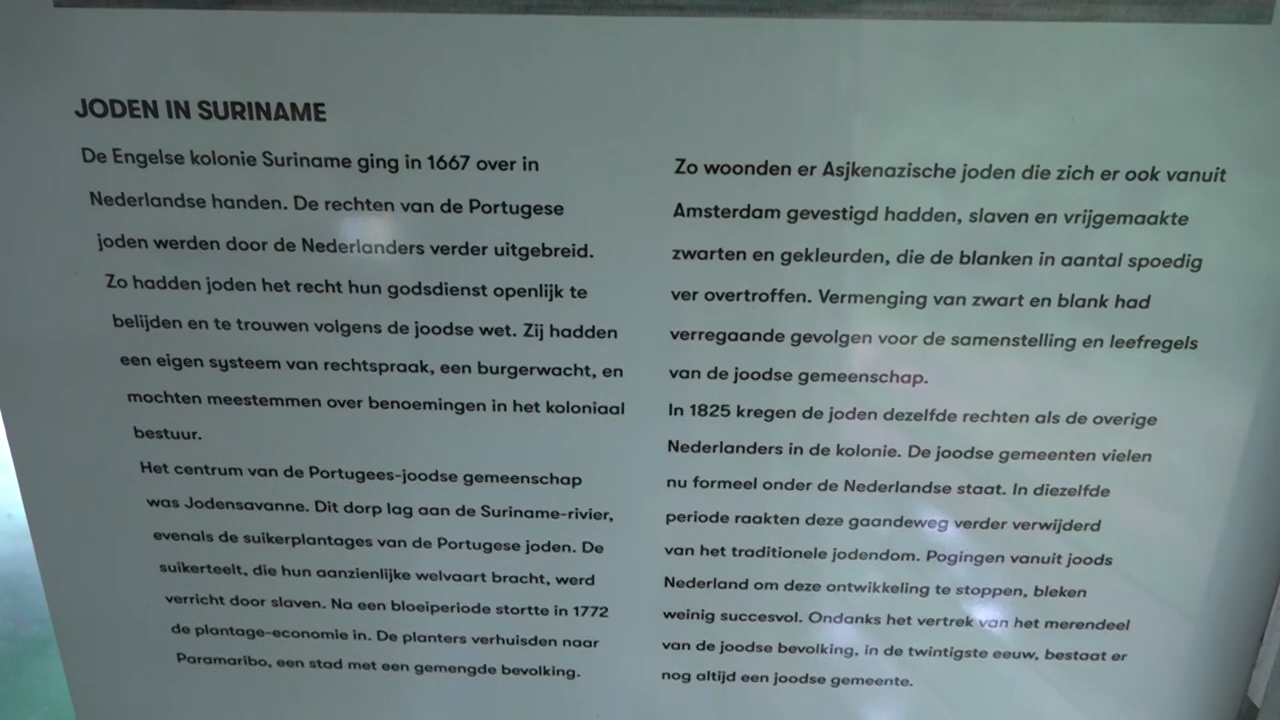 JODEN IN SURINAME
De Engelse kolonie Suriname ging in 1667 over in
Nederlandse handen. De rechten van de Portugese
joden werden door de Nederlanders verder uitgebreid.
Zo hadden joden het recht hun godsdienst openlijk te
belijden en te trouwen volgens de joodse wet. Zij hadden
een eigen systeem van rechtspraak, een burgerwacht, en
mochten meestemmen over benoemingen in het koloniaal
bestuur.
Het centrum van de Portugees-joodse gemeenschap
was Jodensavanne. Dit dorp lag aan de Suriname-rivier,
evenals de suikerplantages van de Portugese joden. De
suikerteelt, die hun aanzienlijke welvaart bracht, werd
verricht door slaven. Na een bloeiperiode stortte in 1772
de plantage-economie in. De planters verhuisden naar
Paramaribo, een stad met een gemengde bevolking.
Zo woonden er Asjkenazische joden die zich er ook vanuit
Amsterdam gevestigd hadden, slaven en vrijgemaakte
zwarten en gekleurden, die de blanken in aantal spoedig
ver overtroffen. Vermenging van zwart en blank had
verregaande gevolgen voor de samenstelling en leefregels
van de joodse gemeenschap.
In 1825 kregen de joden dezelfde rechten als de overige
Nederlanders in de kolonie. De joodse gemeenten vielen
nu formeel onder de Nederlandse staat. In diezelfde
periode raakten deze gaandeweg verder verwijderd
van het traditionele jodendom. Pogingen vanuit joods
Nederland om deze ontwikkeling te stoppen, bleken
weinig succesvol. Ondanks het vertrek van het merendeel
van de joodse bevolking, in de twintigste eeuw, bestaat er
nog altijd een joodse gemeente.